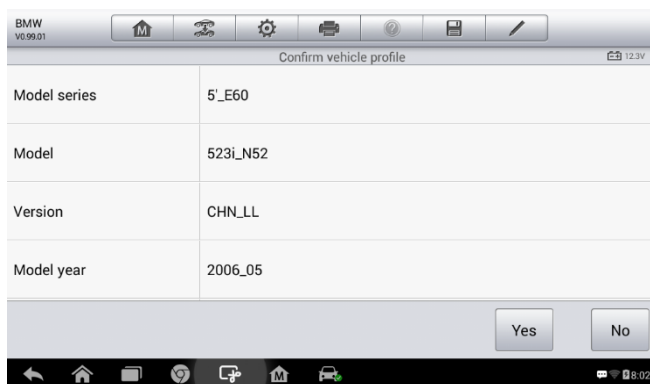 BMW
V0.99.01
M
?
Confirm vehicle profile
12.3V
Model series 5'_E60
Model 523i_N52
Version CHN_LL
Model year 2006_05
Yes No
M
8:02